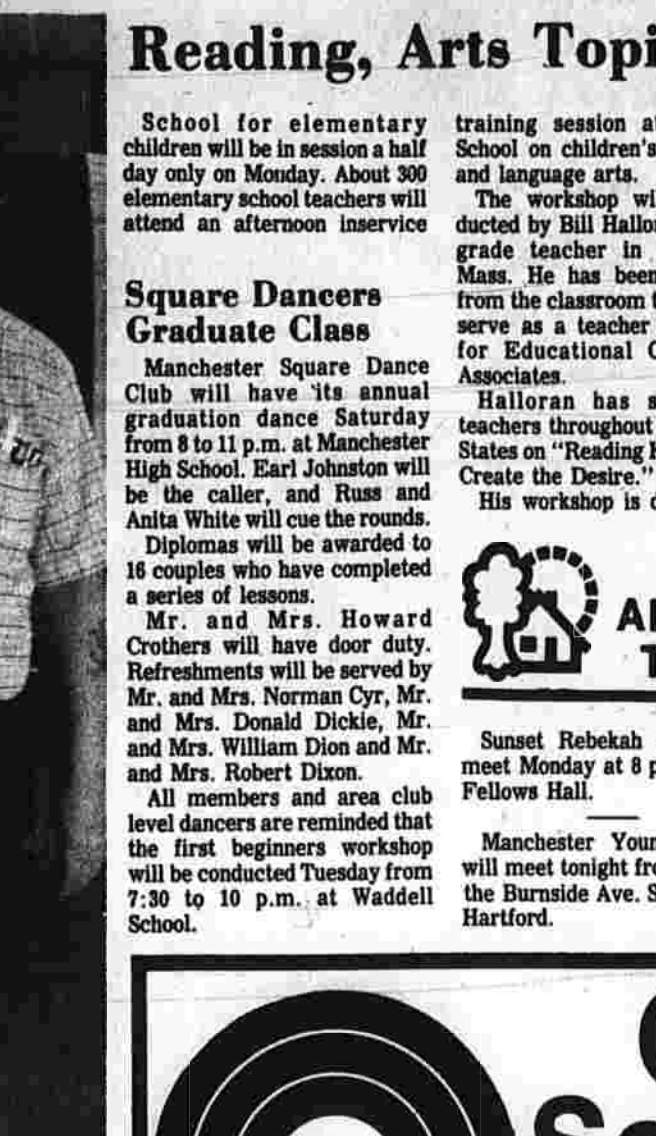 Reading, Arts Topi
School for elementary
children will be in session a half
day only on Monday. About 300
elementary school teachers will
attend an afternoon inservice
Square Dancers
Graduate Class
Manchester Square Dance
Club will have its annual
graduation dance Saturday
from 8 to 11 p.m. at Manchester
High School. Earl Johnston will
be the caller, and Russ and
Anita White will cue the rounds.
Diplomas will be awarded to
16 couples who have completed
a series of lessons.
Mr. and Mrs. Howard
Crothers will have door duty.
Refreshments will be served by
Mr. and Mrs. Norman Cyr, Mr.
and Mrs. Donald Dickie, Mr.
and Mrs. William Dion and Mr.
and Mrs. Robert Dixon.
All members and area club
level dancers are reminded that
the first beginners workshop
will be conducted Tuesday from
7:30 to 10 p.m. at Waddell
School.
training session a
School on children's
and language arts.
The workshop wi
ducted by Bill Hallo
grade teacher in
Mass. He has been
from the classroom t
serve as a teacher
for Educational C
Associates.
Halloran has s
teachers throughout
States on "Reading
Create the Desire."
His workshop is
A
T
Sunset Rebekah
meet Monday at 8 p
Fellows Hall.
Manchester Your
will meet tonight fr
the Burnside Ave. S
Hartford.